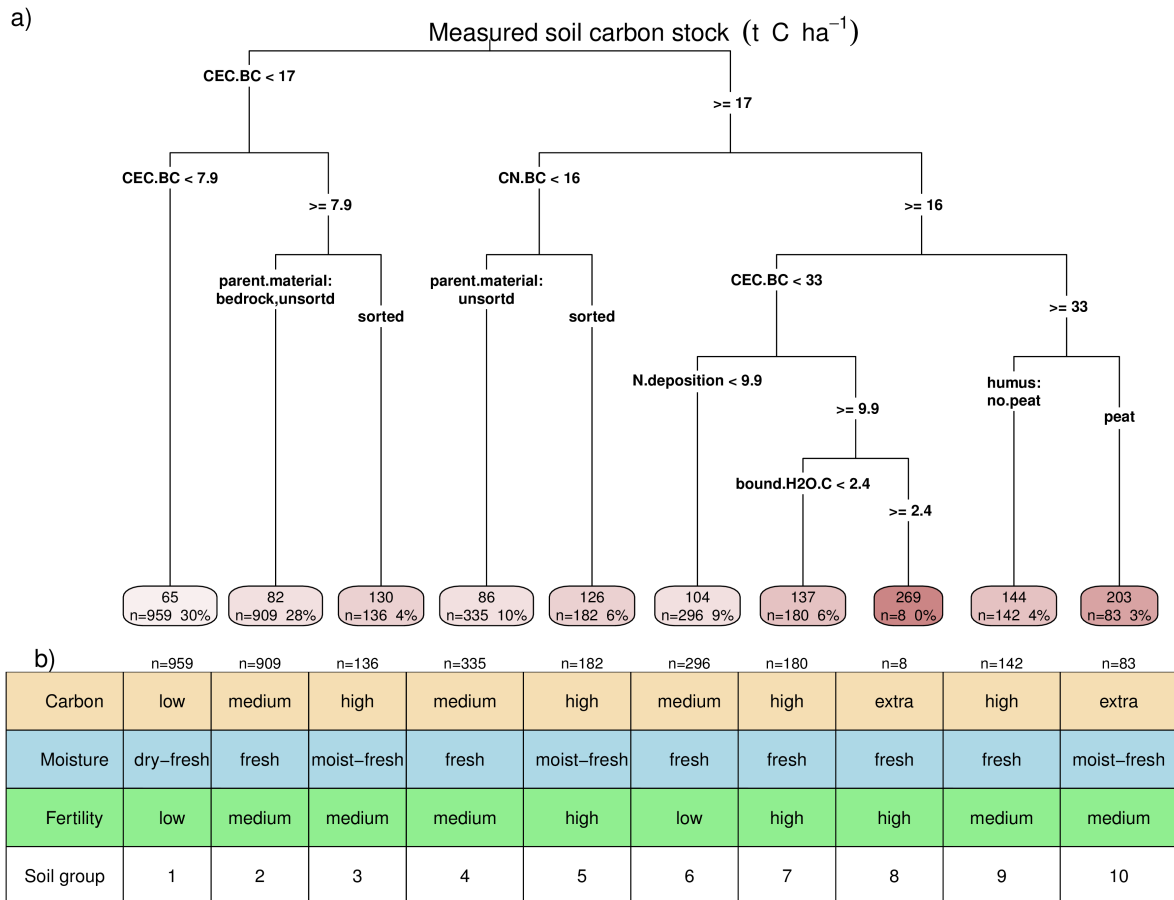 a)
Measured soil carbon stock (t C ha⁻¹)
CEC.BC < 17
>= 17
CEC.BC < 7.9
CN.BC < 16
>= 7.9
>= 16
parent.material:
bedrock,unsortd
sorted
parent.material:
unsortd
sorted
CEC.BC < 33
>= 33
N.deposition < 9.9
>= 9.9
humus:
no.peat
peat
bound.H2O.C < 2.4
>= 2.4
65
n=959 30%
82
n=909 28%
130
n=136 4%
86
n=335 10%
126
n=182 6%
104
n=296 9%
137
n=180 6%
269
n=8 0%
144
n=142 4%
203
n=83 3%
b)
n=959 n=909 n=136 n=335 n=182 n=296 n=180 n=8 n=142 n=83
Carbon low medium high medium high medium high extra high extra
Moisture dry−fresh fresh moist−fresh fresh moist−fresh fresh fresh fresh fresh moist−fresh
Fertility low medium medium medium high low high high medium medium
Soil group 1 2 3 4 5 6 7 8 9 10